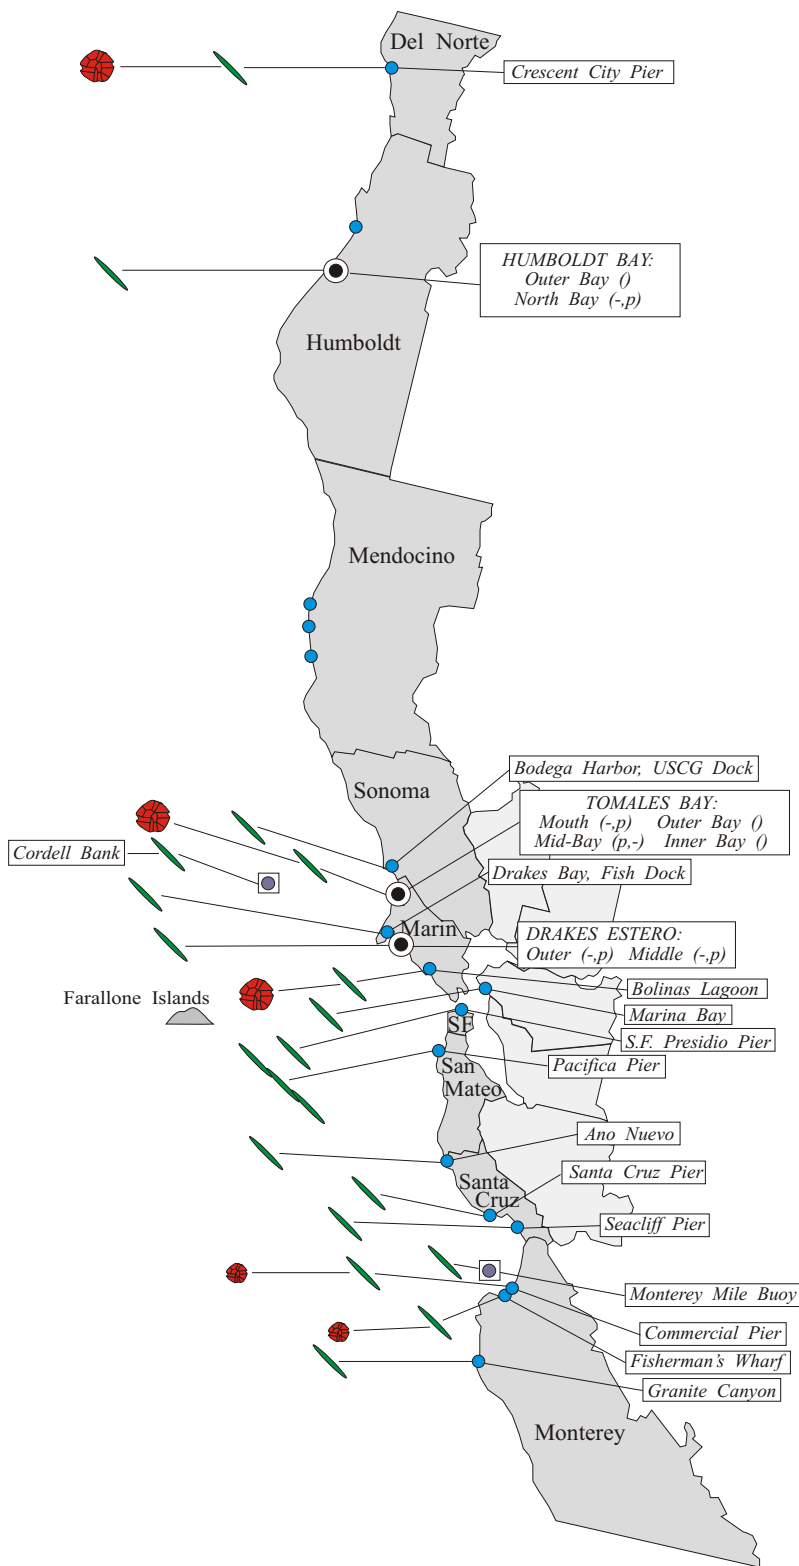 Del Norte
Crescent City Pier
HUMBOLDT BAY:
Outer Bay ()
North Bay (-,p)
Humboldt
Mendocino
Bodega Harbor, USCG Dock
Sonoma
TOMALES BAY:
Mouth (-,p) Outer Bay ()
Mid-Bay (p,-) Inner Bay ()
Cordell Bank
Drakes Bay, Fish Dock
Marin
DRAKES ESTERO:
Outer (-,p) Middle (-,p)
Bolinas Lagoon
Farallone Islands
Marina Bay
SF
S.F. Presidio Pier
Pacifica Pier
San
Mateo
Ano Nuevo
Santa Cruz Pier
Santa
Cruz
Seacliff Pier
Monterey Mile Buoy
Commercial Pier
Fisherman's Wharf
Granite Canyon
Monterey